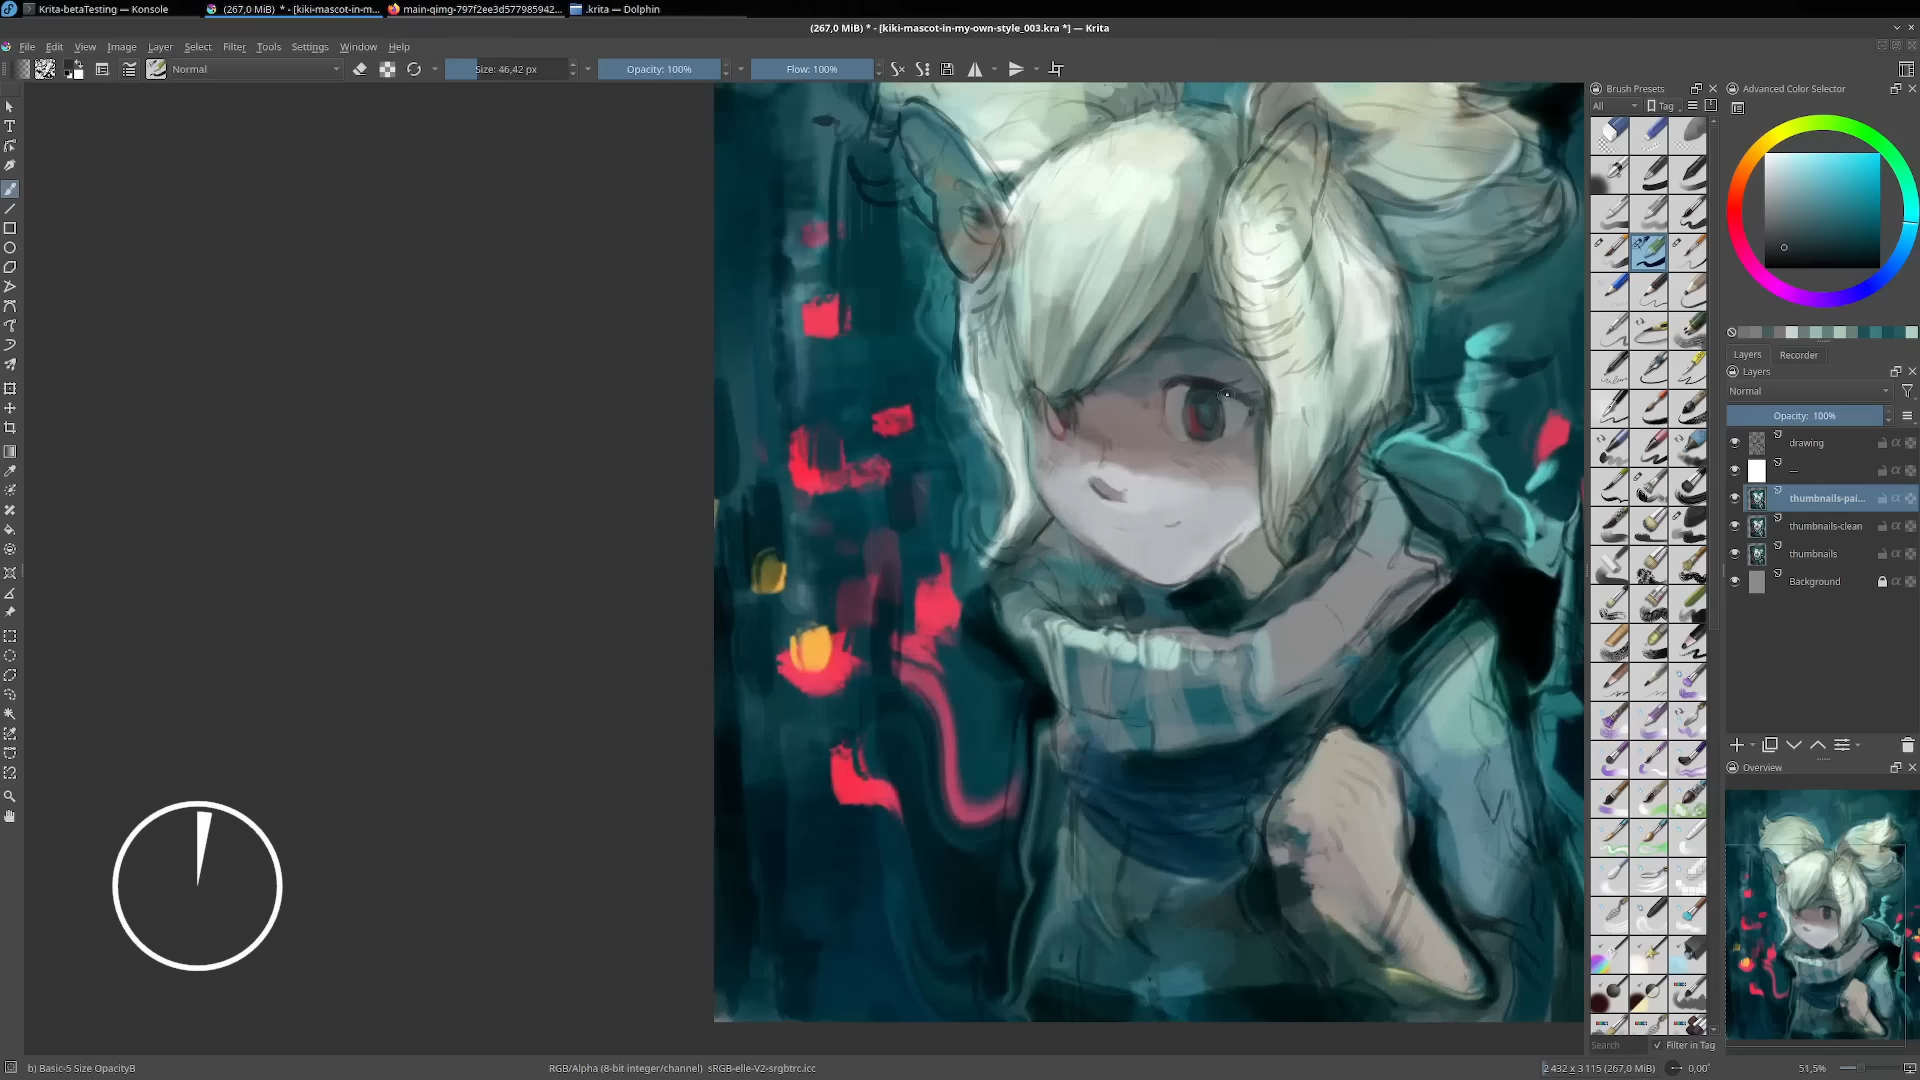 Krita-betaTesting — Konsole
(267,0 MiB) * - [kiki-mascot-in-m...
main-qimg-797f2ee3d577985942...
.krita — Dolphin
(267,0 MiB) * - [kiki-mascot-in-my-own-style_003.kra *] — Krita
File Edit View Image Layer Select Filter Tools Settings Window Help
Normal
Size: 46,42 px
Opacity: 100%
Flow: 100%
Brush Presets
All
Tag
Advanced Color Selector
Layers
Recorder
Layers
Normal
Opacity: 100%
drawing
...
thumbnails-pai...
thumbnails-clean
thumbnails
Background
Overview
Search
Filter in Tag
b) Basic-5 Size OpacityB
RGB/Alpha (8-bit integer/channel) sRGB-elle-V2-srgbtrc.icc
2 432 x 3 115 (267,0 MiB)
0,00°
51,5%